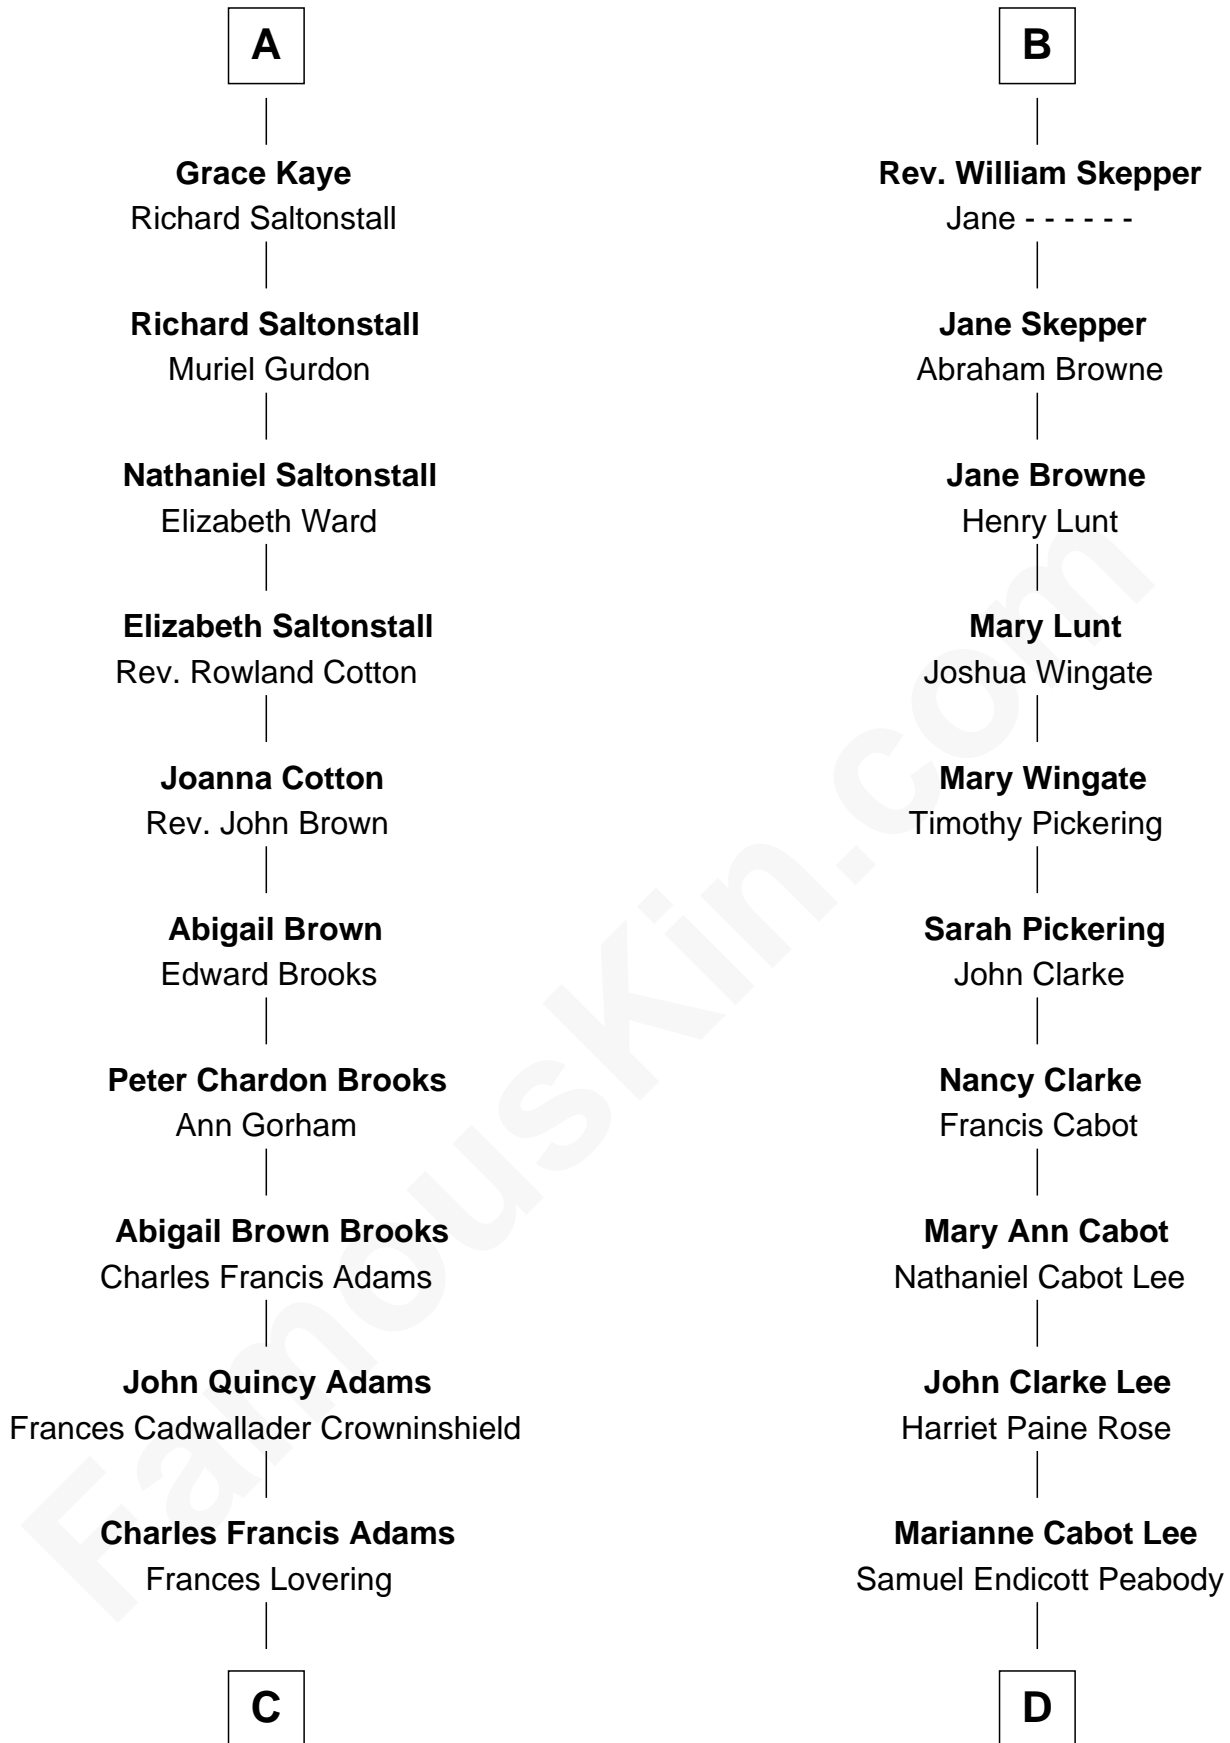 A
Grace Kaye
Richard Saltonstall
Richard Saltonstall
Muriel Gurdon
Nathaniel Saltonstall
Elizabeth Ward
Elizabeth Saltonstall
Rev. Rowland Cotton
Joanna Cotton
Rev. John Brown
Abigail Brown
Edward Brooks
Peter Chardon Brooks
Ann Gorham
Abigail Brown Brooks
Charles Francis Adams
John Quincy Adams
Frances Cadwallader Crowninshield
Charles Francis Adams
Frances Lovering
C
B
Rev. William Skepper
Jane - - - - - -
Jane Skepper
Abraham Browne
Jane Browne
Henry Lunt
Mary Lunt
Joshua Wingate
Mary Wingate
Timothy Pickering
Sarah Pickering
John Clarke
Nancy Clarke
Francis Cabot
Mary Ann Cabot
Nathaniel Cabot Lee
John Clarke Lee
Harriet Paine Rose
Marianne Cabot Lee
Samuel Endicott Peabody
D
FamousKin.com